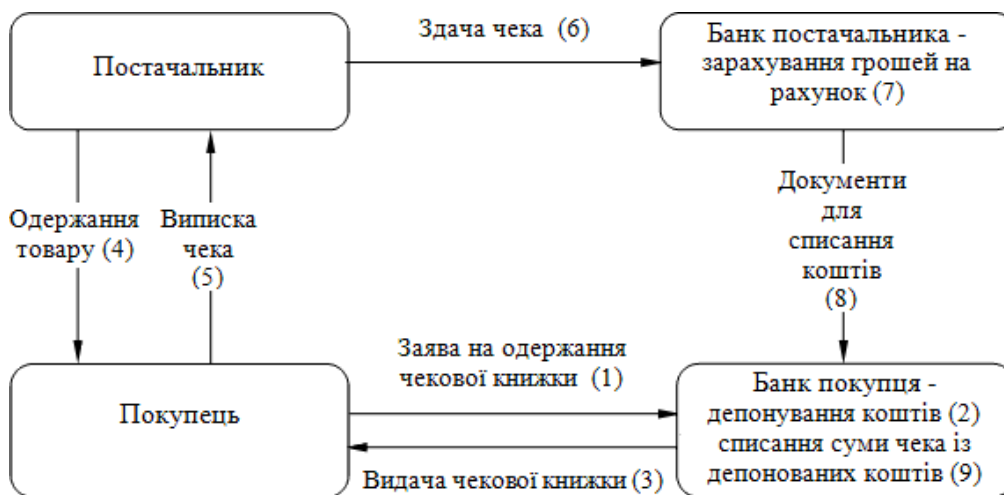 Постачальник
Здача чека (6)
Банк постачальника -
зарахування грошей на
рахунок (7)
Одержання
товару (4)
Виписка
чека
(5)
Документи
для
списання
коштів
(8)
Покупець
Заява на одержання
чекової книжки (1)
Видача чекової книжки (3)
Банк покупця -
депонування коштів (2)
списання суми чека із
депонованих коштів (9)